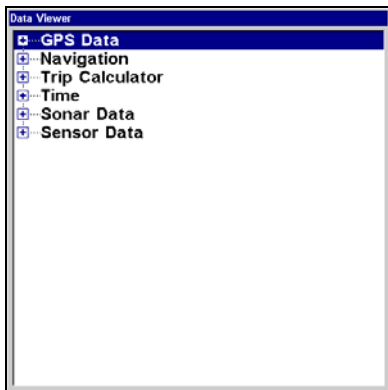 Data Viewer
GPS Data
Navigation
Trip Calculator
Time
Sonar Data
Sensor Data